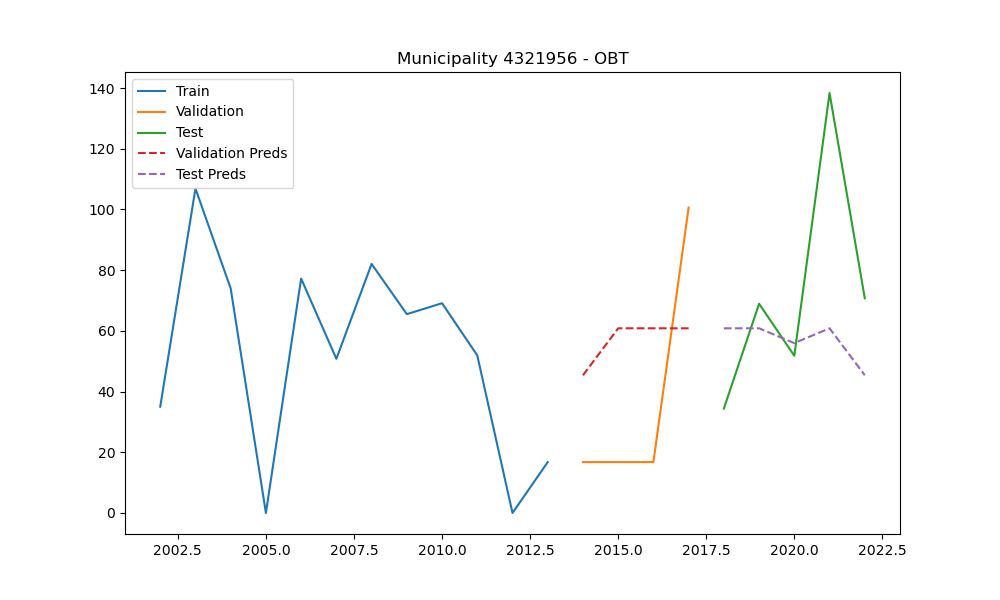 Municipality 4321956 - OBT
Train
Validation
Test
Validation Preds
Test Preds
140
120
100
80
60
40
20
0
2002.5 2005.0 2007.5 2010.0 2012.5 2015.0 2017.5 2020.0 2022.5